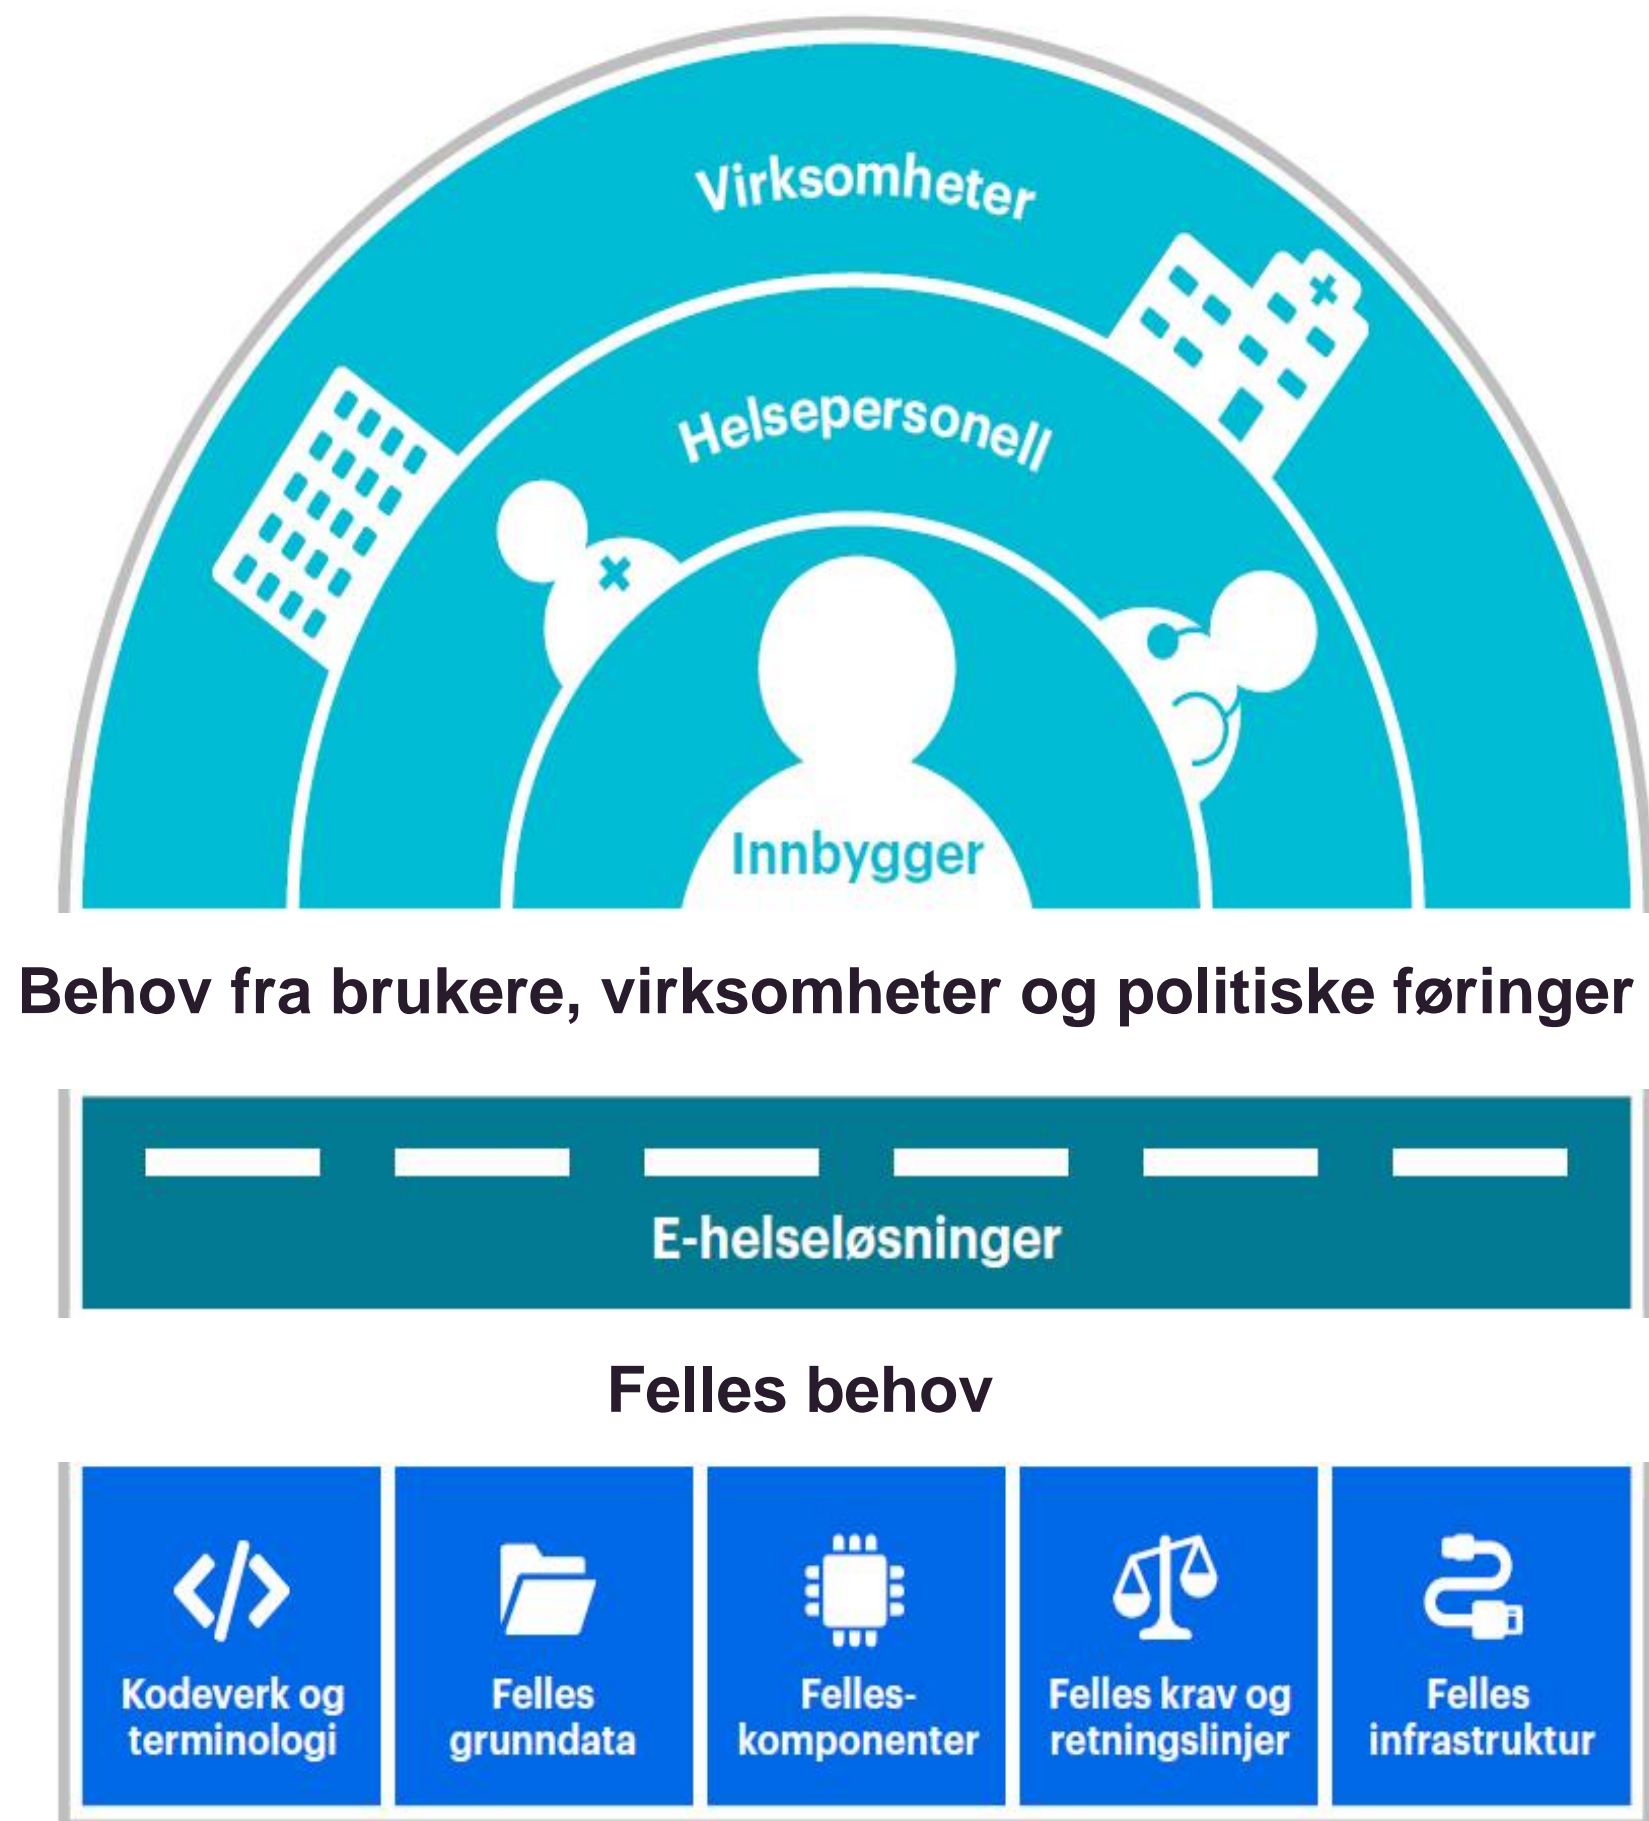 Virksomheter
Helsepersonell
Innbygger
Behov fra brukere, virksomheter og politiske føringer
E-helseløsninger
Felles behov
Kodeverk og
terminologi
Felles
grunndata
Felles-
komponenter
Felles krav og
retningslinjer
Felles
infrastruktur